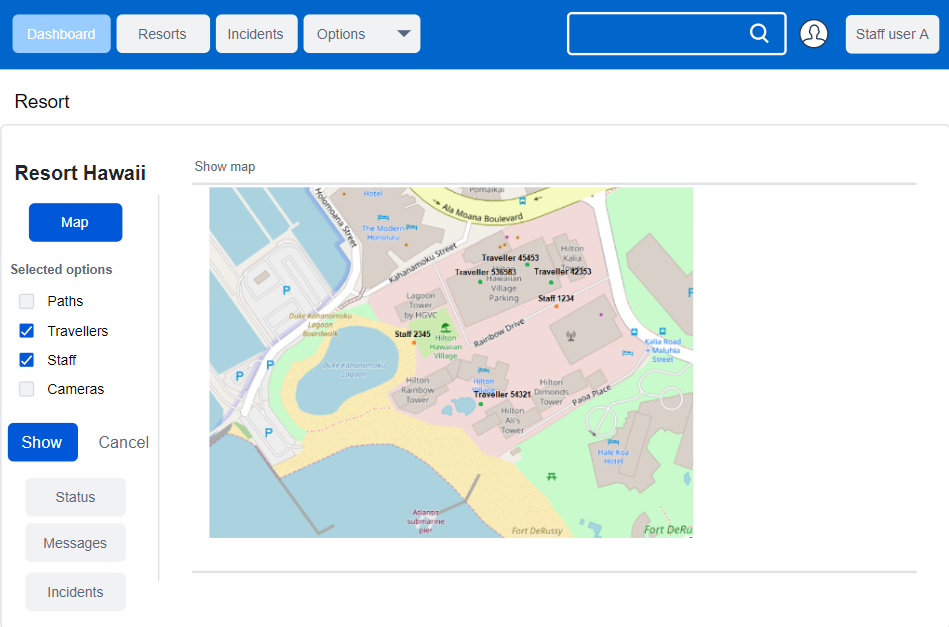 Dashboard
Resorts
Incidents
Options
Staff user A
Resort
Resort Hawaii
Map
Selected options
Paths
Travellers
Staff
Cameras
Show
Cancel
Status
Messages
Incidents
Show map
Hotel
Holomoana Street
Ala Moana Boulevard
The Modern
Honolulu
Kahanamoku Street
Traveller 45453
Hilton
Kalia
Traveller 536583
Traveller 42353
Hawaiian
Village
Parking
Staff 1234
P
Lagoon
Tower
by HGVC
Duke Kahanamoku
Lagoon
Boardwalk
Staff 2345
Rainbow Drive
Hilton
Hawaiian
Village
Kalia Road
+ Maluhia
Street
Duke Kahanamoku
Lagoon
P
P
Hilton
Rainbow
Tower
Hilton
Village
Traveller 54321
Hilton
Dimonds
Tower
Paoa Place
Hilton
Ali's
Tower
P
Hale Koa
Hotel
Atlantis
submarine
pier
Fort DeRussy
Fort DeRu